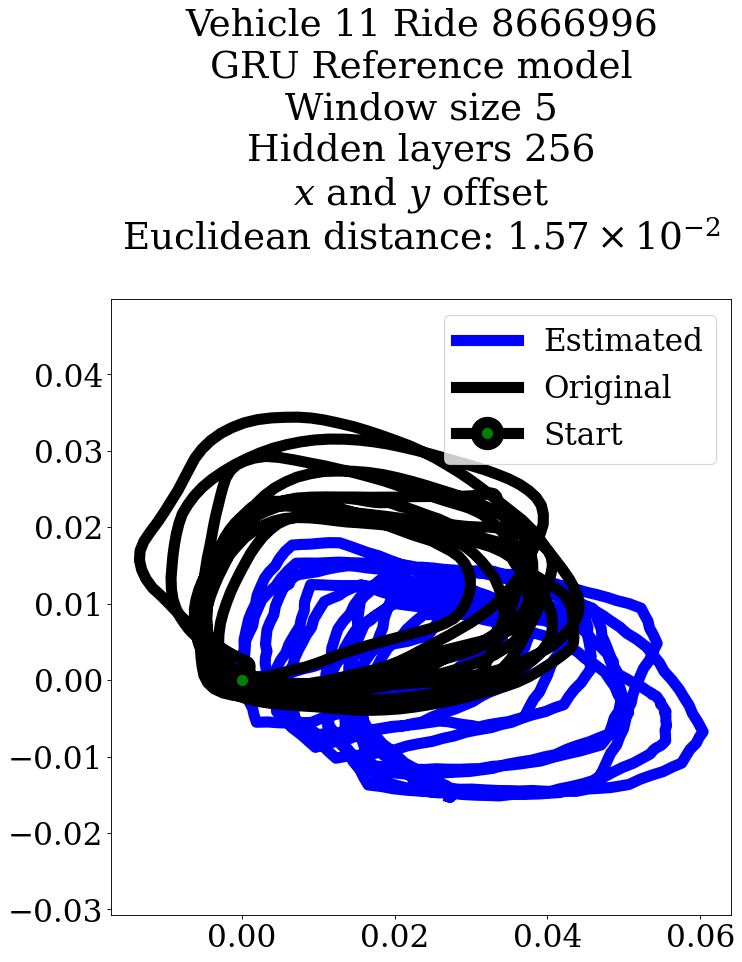 Vehicle 11 Ride 8666996
GRU Reference model
Window size 5
Hidden layers 256
x and y offset
Euclidean distance: 1.57 × 10⁻²
Estimated
Original
Start
0.04
0.03
0.02
0.01
0.00
−0.01
−0.02
−0.03
0.00 0.02 0.04 0.06